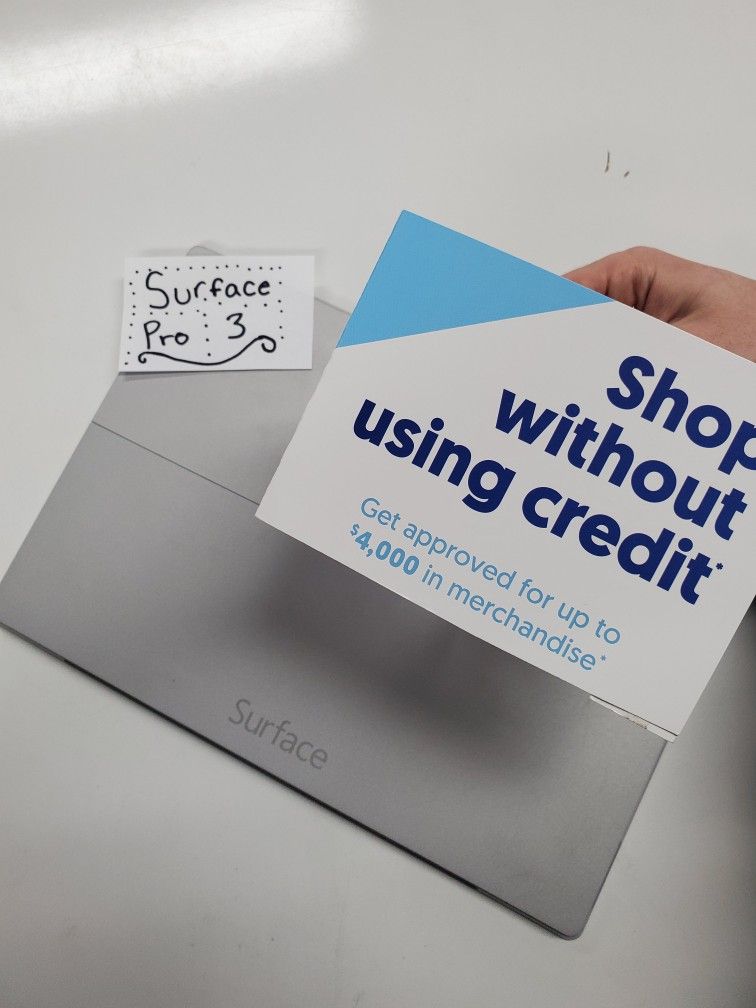 Surface
Pro 3
Shop
without
using credit*
Get approved for up to
$4,000 in merchandise*
Surface